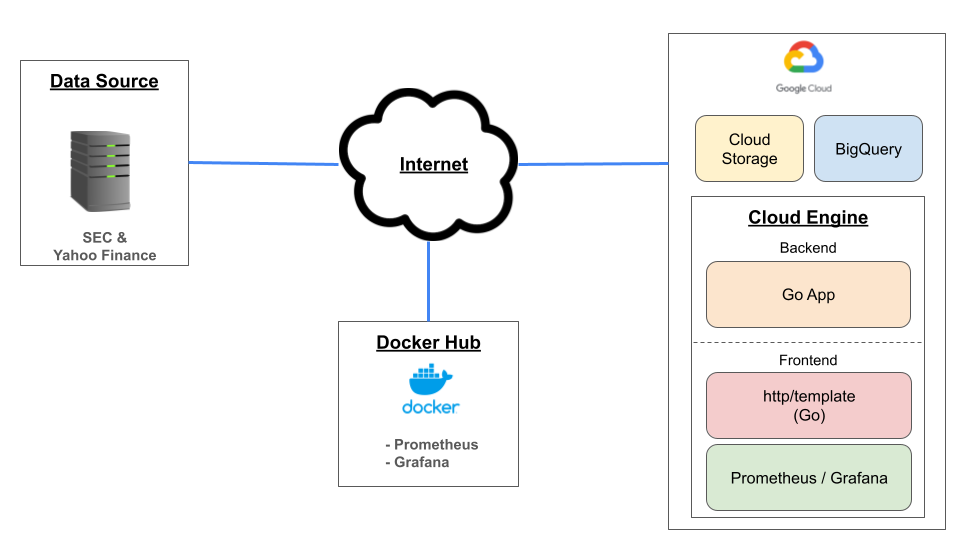 Data Source
SEC &
Yahoo Finance
Internet
Docker Hub
docker
- Prometheus
- Grafana
Google Cloud
Cloud
Storage
BigQuery
Cloud Engine
Backend
Go App
Frontend
http/template
(Go)
Prometheus / Grafana